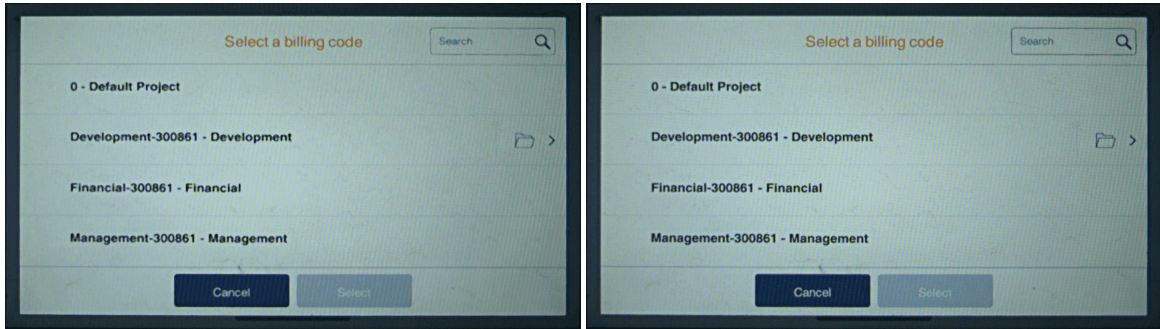 Select a billing code
Search
0 - Default Project
Development-300861 - Development
Financial-300861 - Financial
Management-300861 - Management
Cancel
Select
Select a billing code
Search
0 - Default Project
Development-300861 - Development
Financial-300861 - Financial
Management-300861 - Management
Cancel
Select